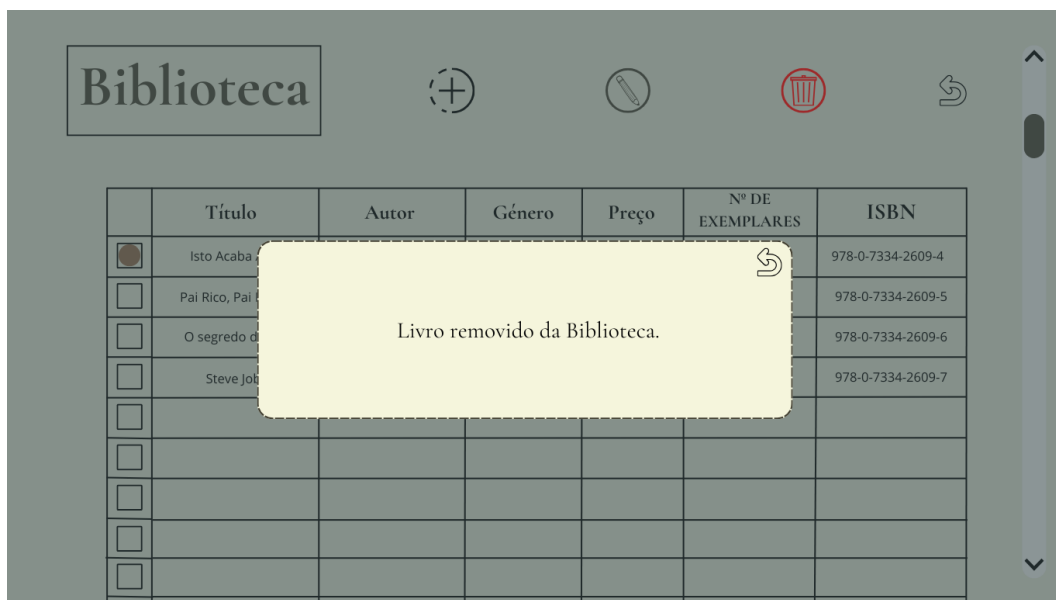 Biblioteca
Título Autor Género Preço Nº DE EXEMPLARES ISBN
Isto Acaba 978-0-7334-2609-4
Pai Rico, Pai 978-0-7334-2609-5
Livro removido da Biblioteca.
O segredo 978-0-7334-2609-6
Steve 978-0-7334-2609-7